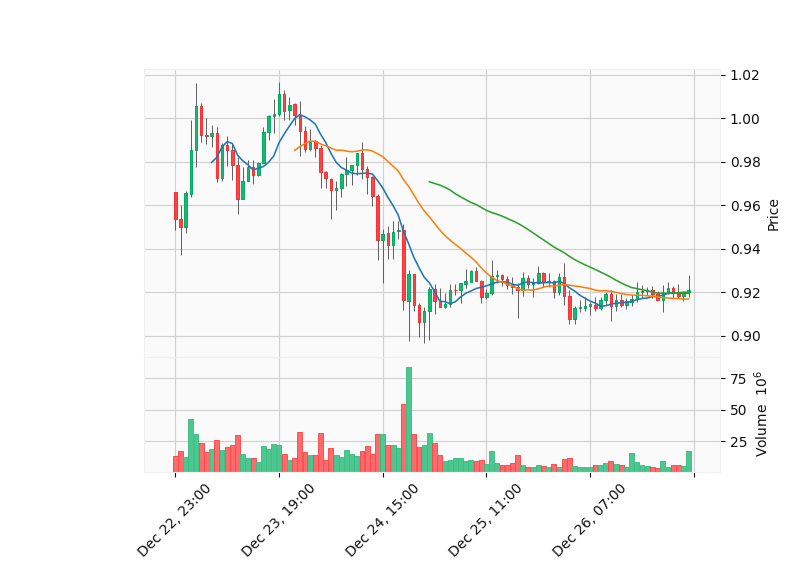 1.02
1.00
0.98
0.96
0.94
0.92
0.90
Price
75
50
25
Volume 10⁶
Dec 22, 23:00
Dec 23, 19:00
Dec 24, 15:00
Dec 25, 11:00
Dec 26, 07:00